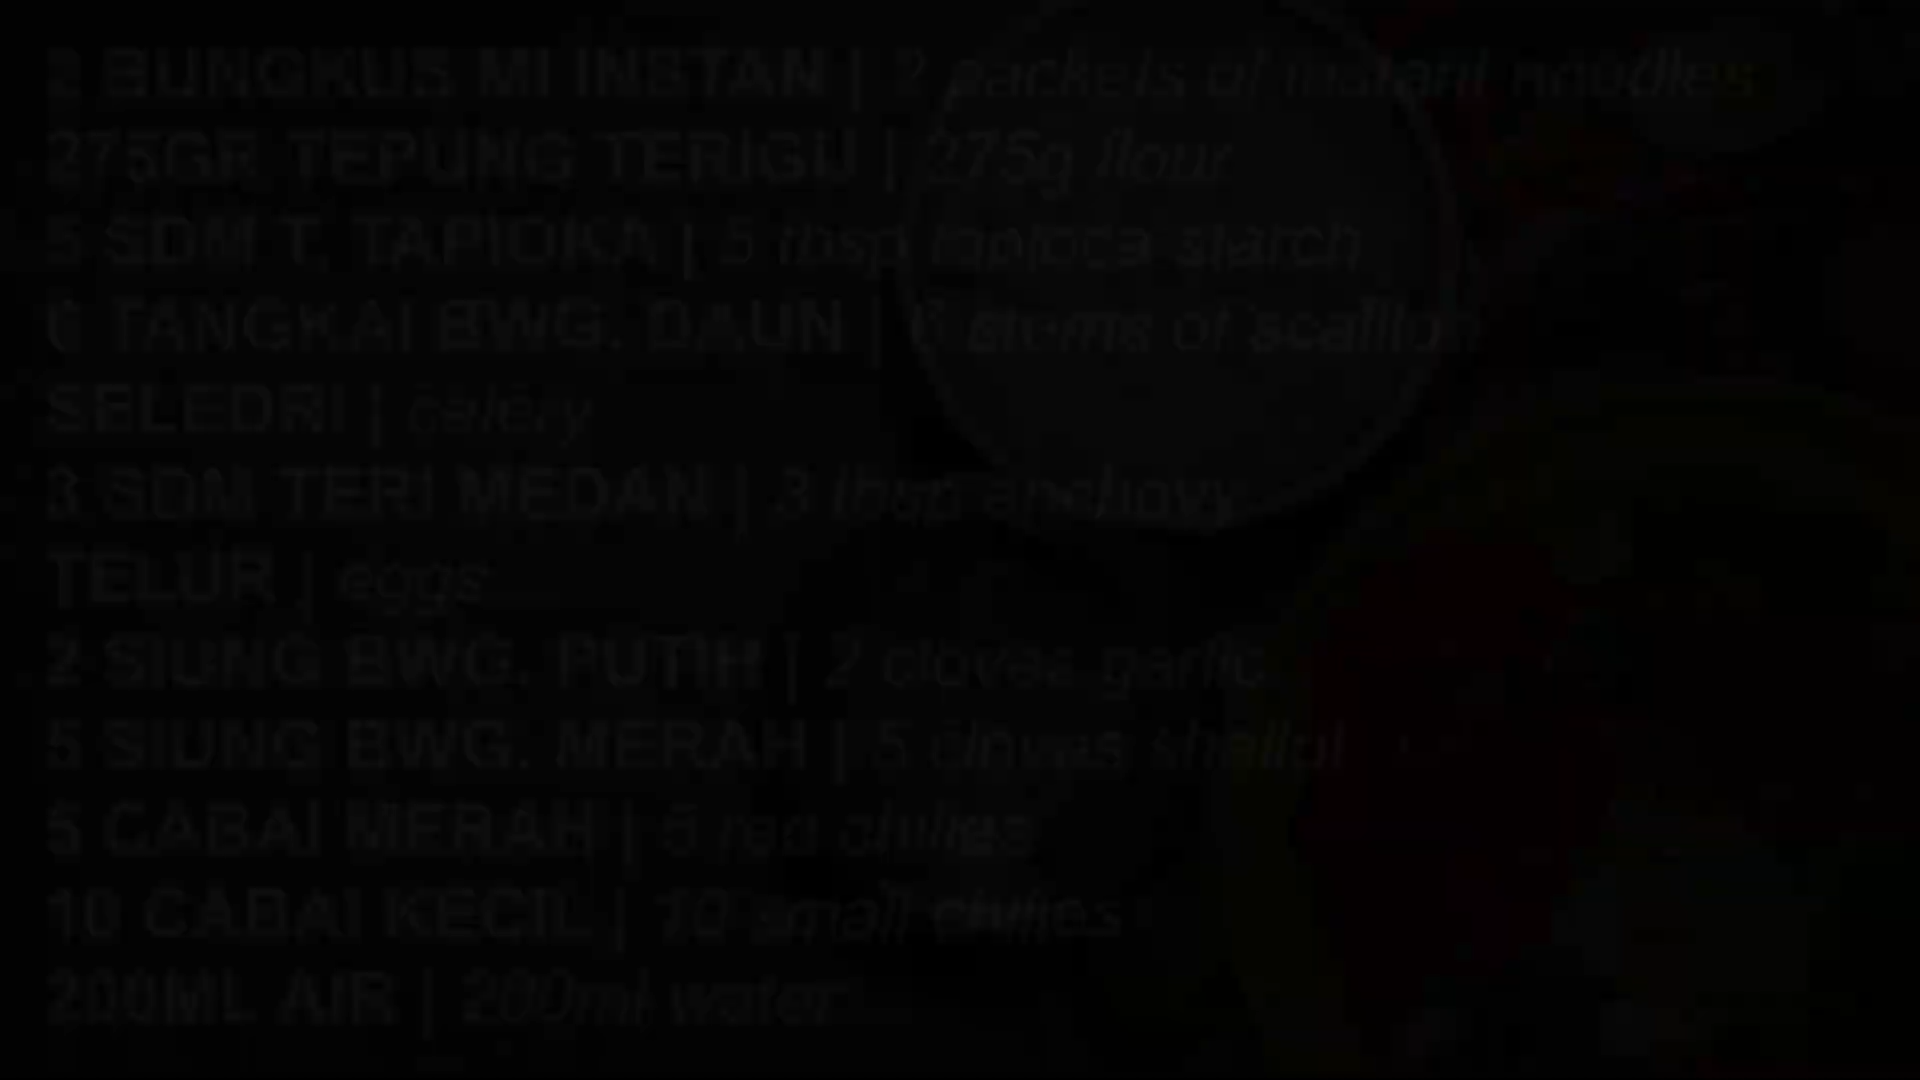 2 BUNGKUS MI INSTAN | 2 packets of instant noodles
275GR TEPUNG TERIGU | 275g flour
5 SDM T. TAPIOKA | 5 tbsp tapioca starch
6 TANGKAI BWG. DAUN | 6 stems of scallion
SELEDRI | celery
3 SDM TERI MEDAN | 3 tbsp anchovy
TELUR | eggs
2 SIUNG BWG. PUTIH | 2 cloves garlic
5 SIUNG BWG. MERAH | 5 cloves shallot
5 CABAI MERAH | 5 red chilies
10 CABAI KECIL | 10 small chilies
200ML AIR | 200ml water